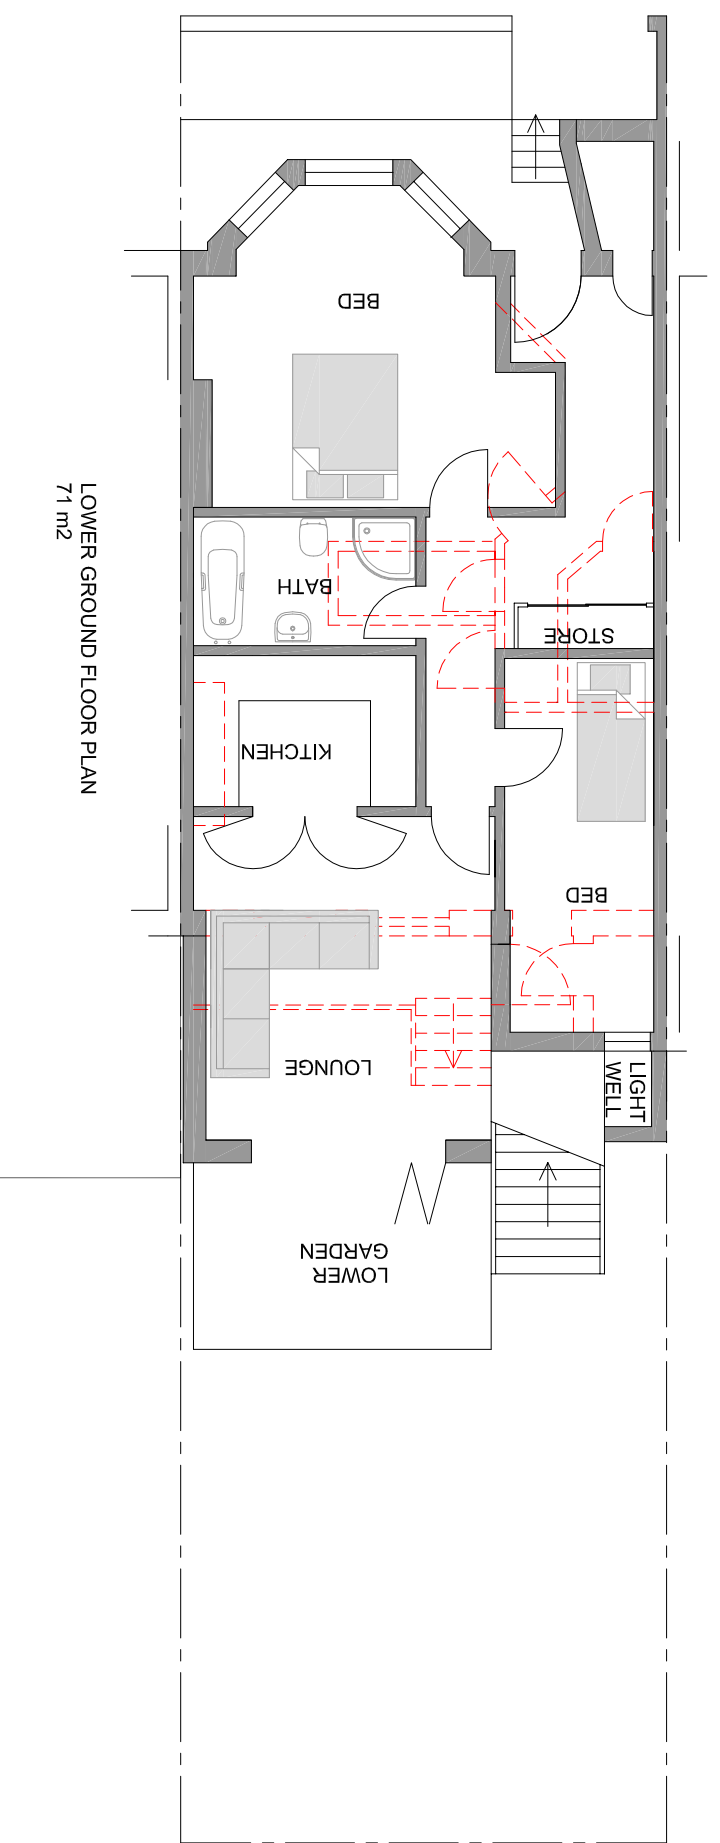 BED
BATH
STORE
KITCHEN
BED
LOUNGE
LIGHT
WELL
LOWER
GARDEN
LOWER GROUND FLOOR PLAN
71 m2